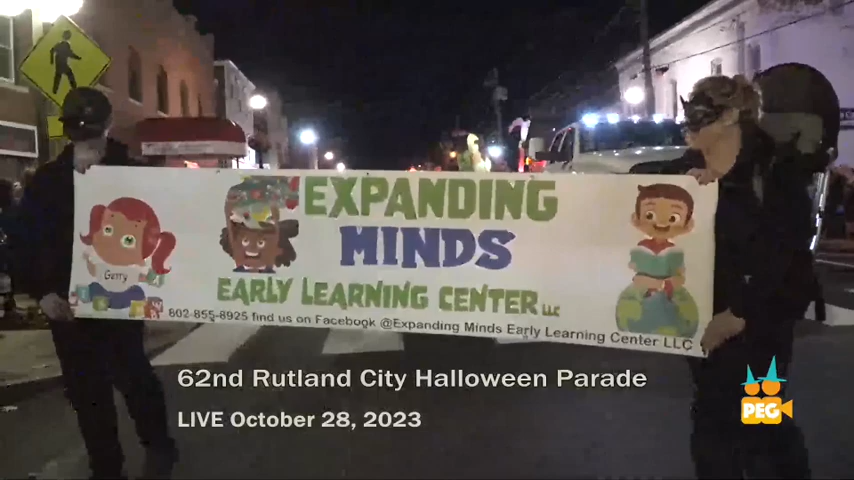 EXPANDING
MINDS
EARLY LEARNING CENTER LLC
Gerry
802-855-8925 find us on Facebook @Expanding Minds Early Learning Center LLC
62nd Rutland City Halloween Parade
LIVE October 28, 2023
PEG